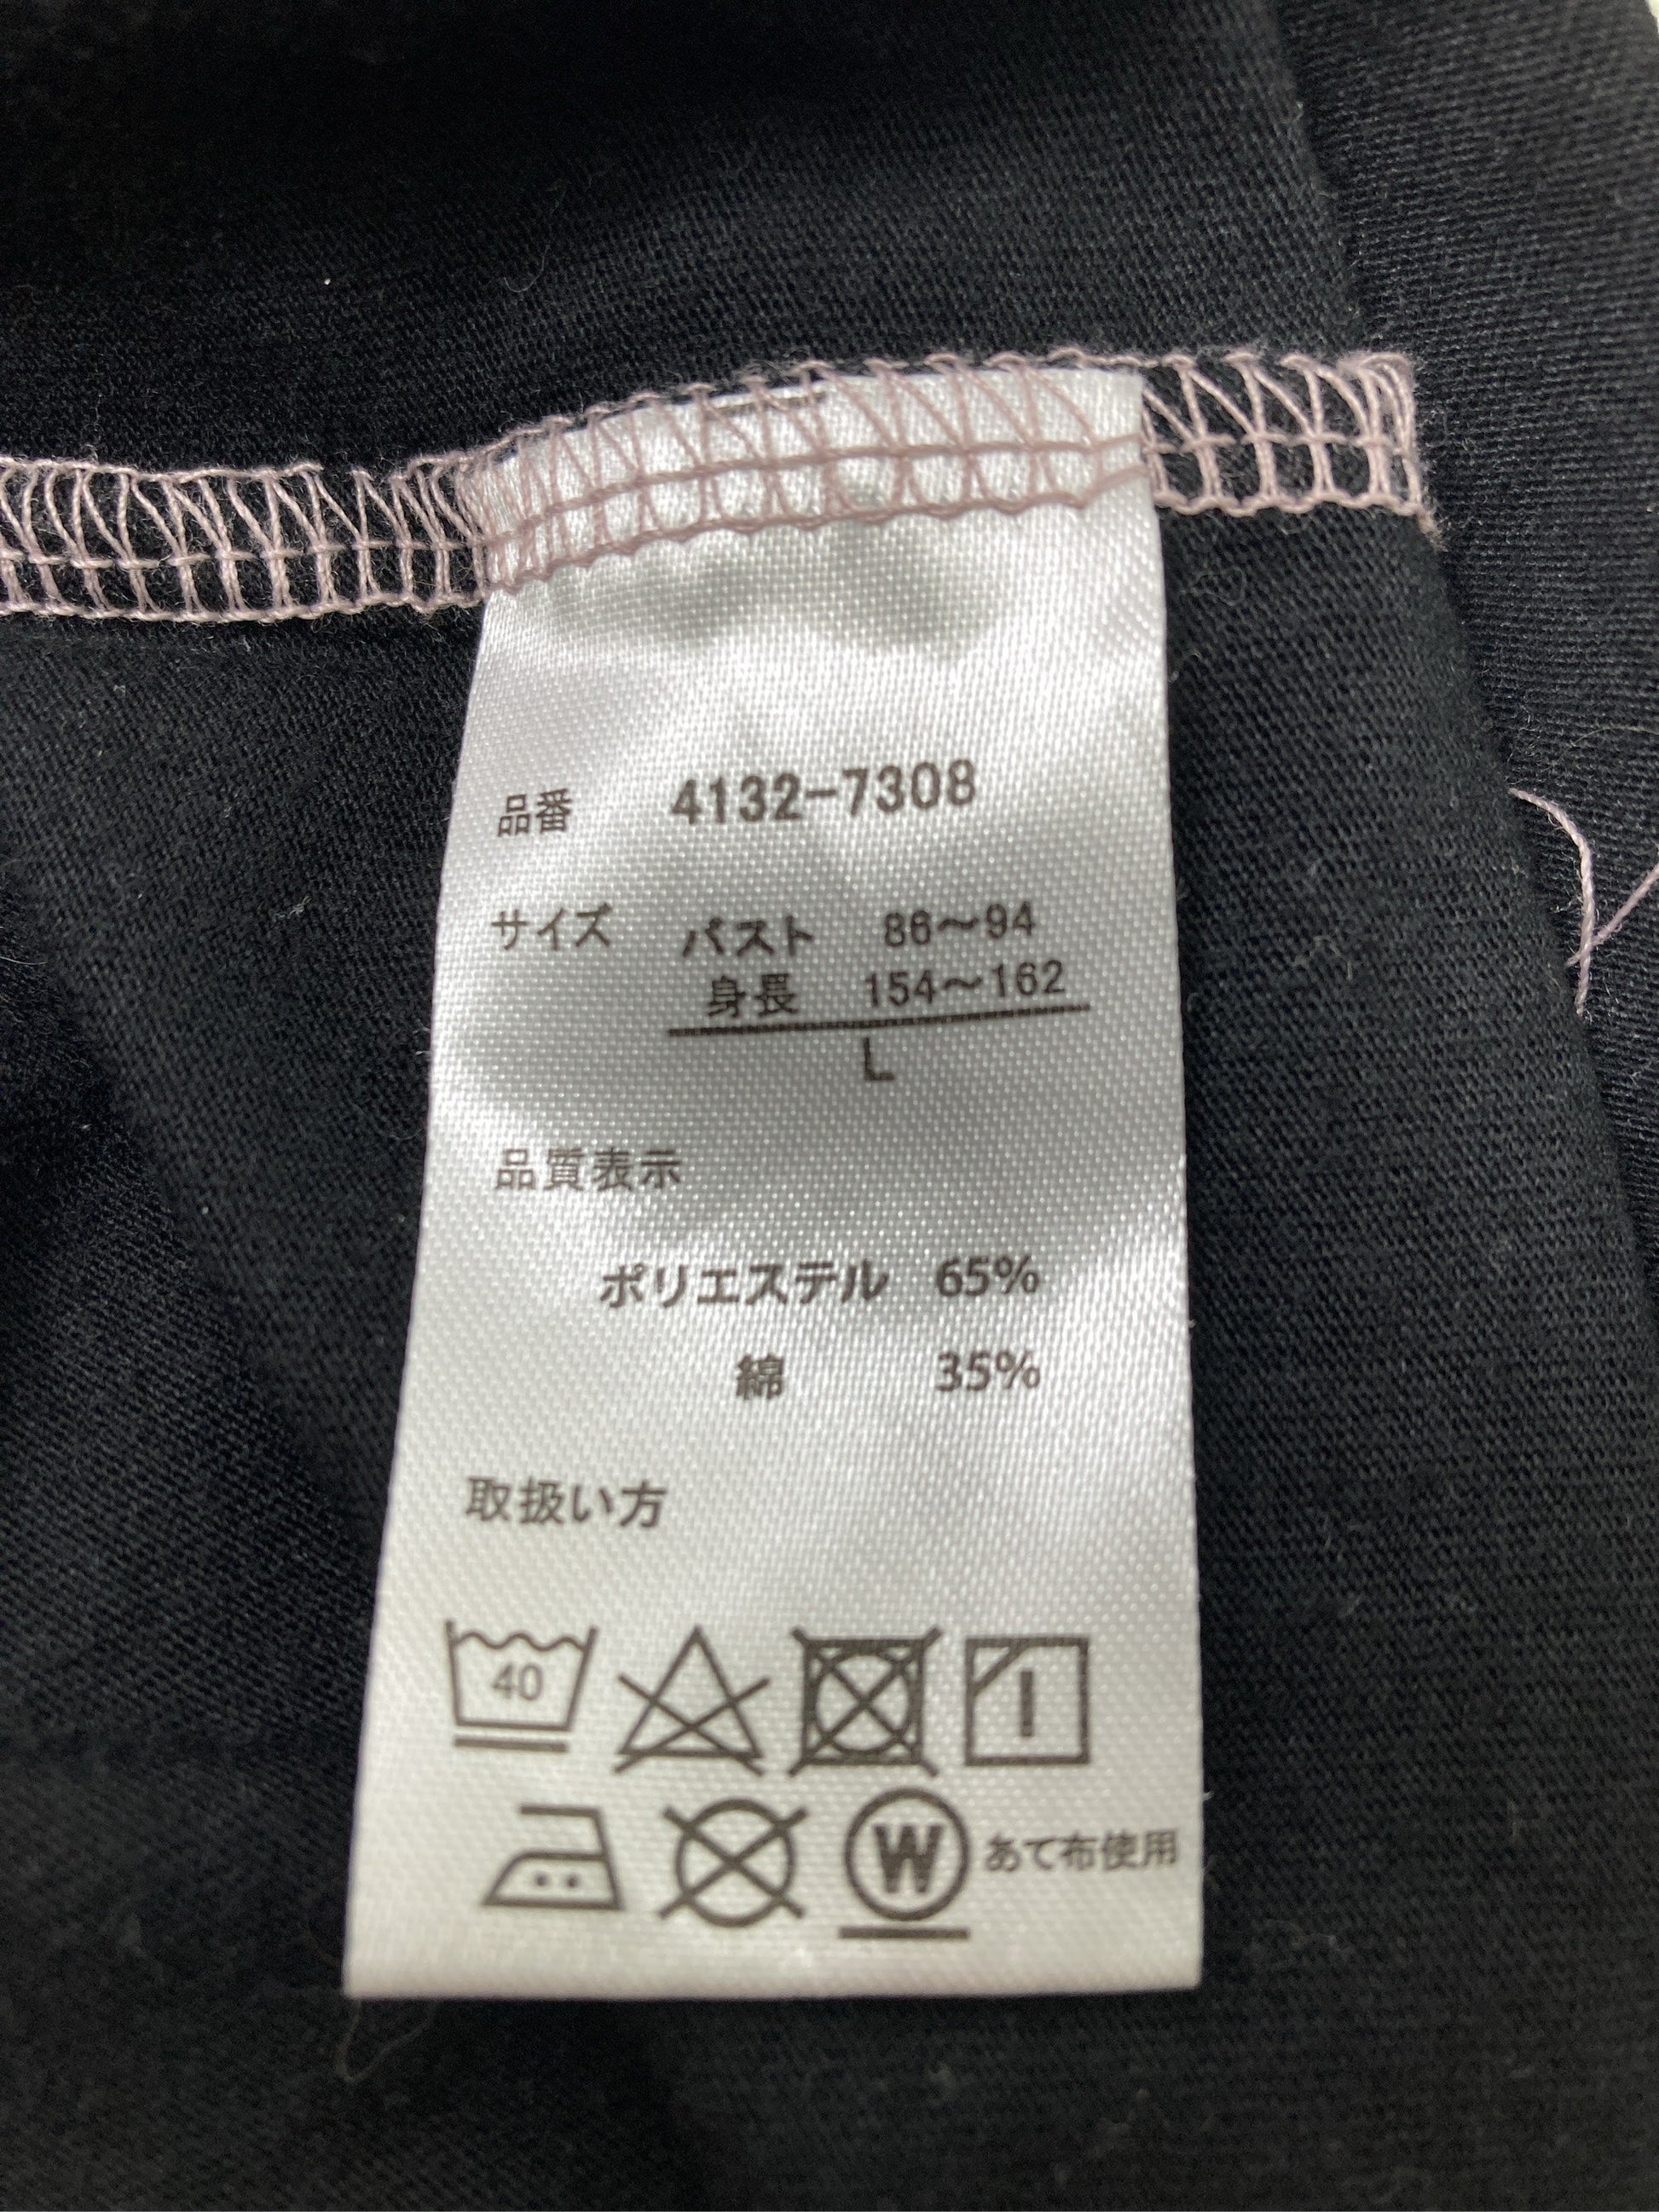 品番 4132-7308
サイズ バスト 86〜94
身長 154〜162
L
品質表示
ポリエステル 65%
綿 35%
取扱い方
40
W あて布使用